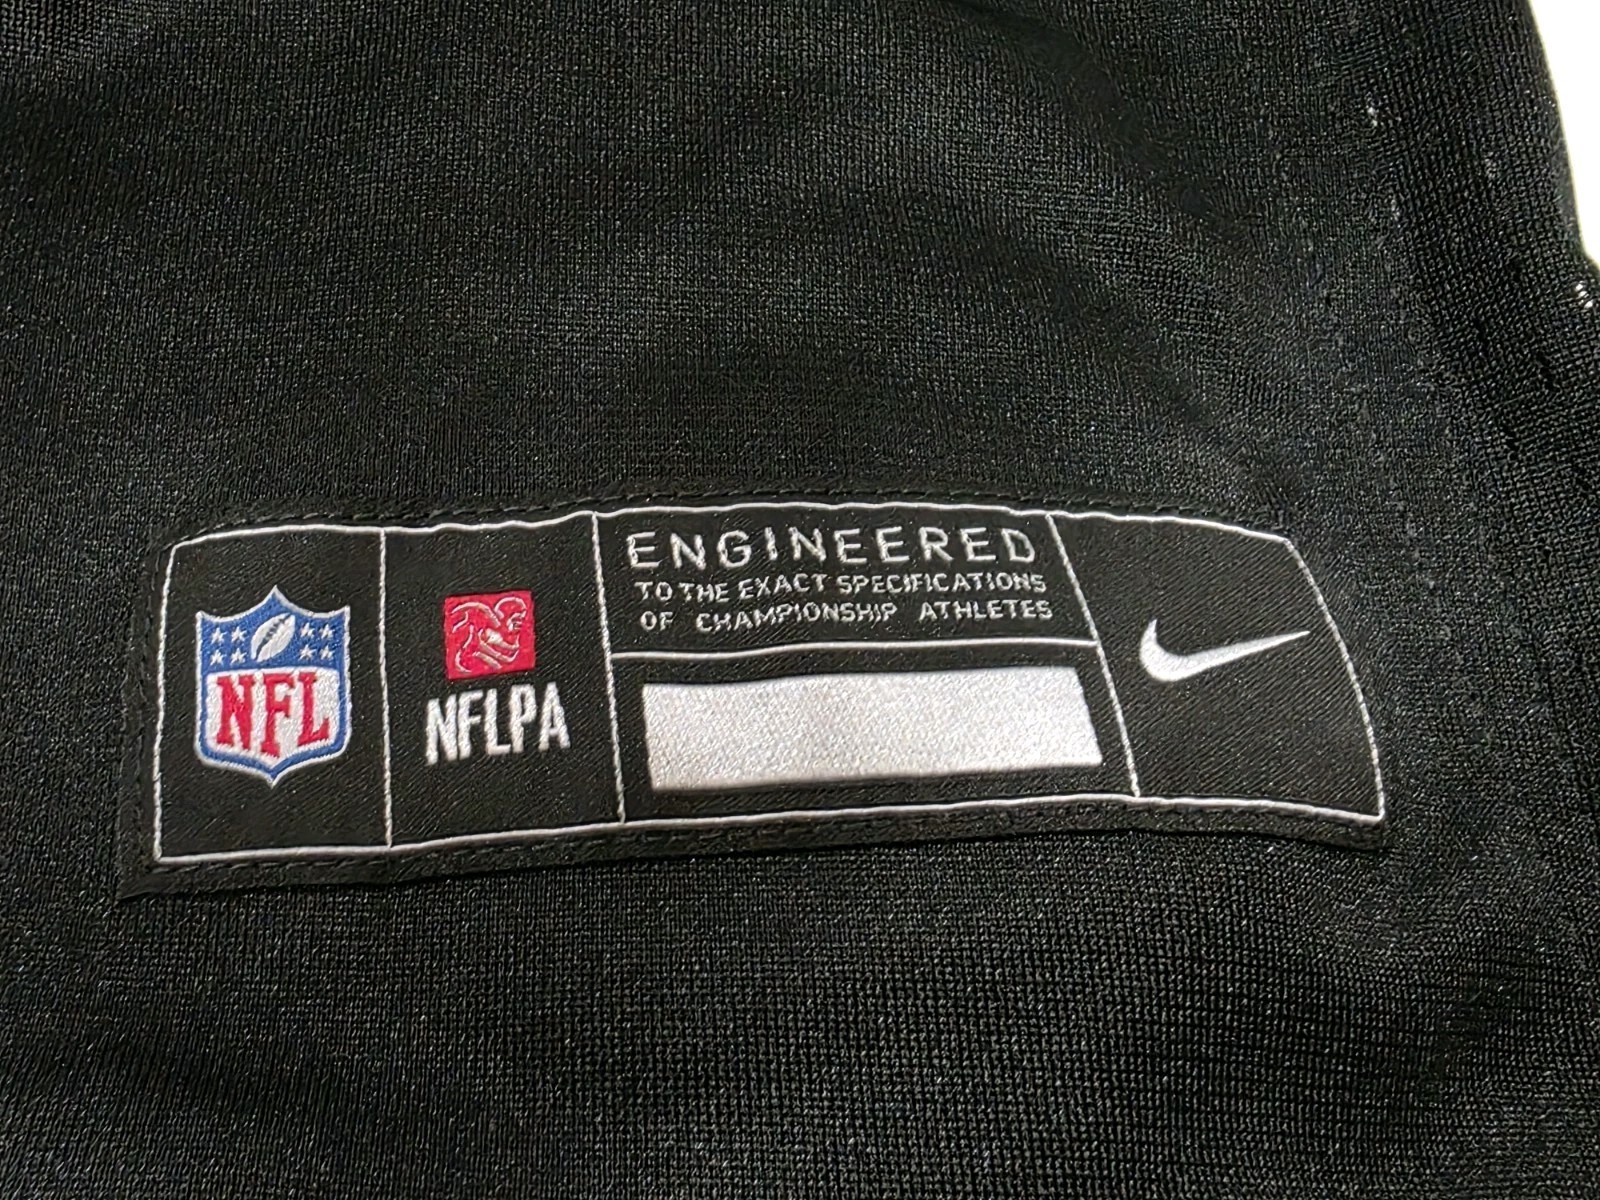 NFL
NFLPA
ENGINEERED
TO THE EXACT SPECIFICATIONS
OF CHAMPIONSHIP ATHLETES